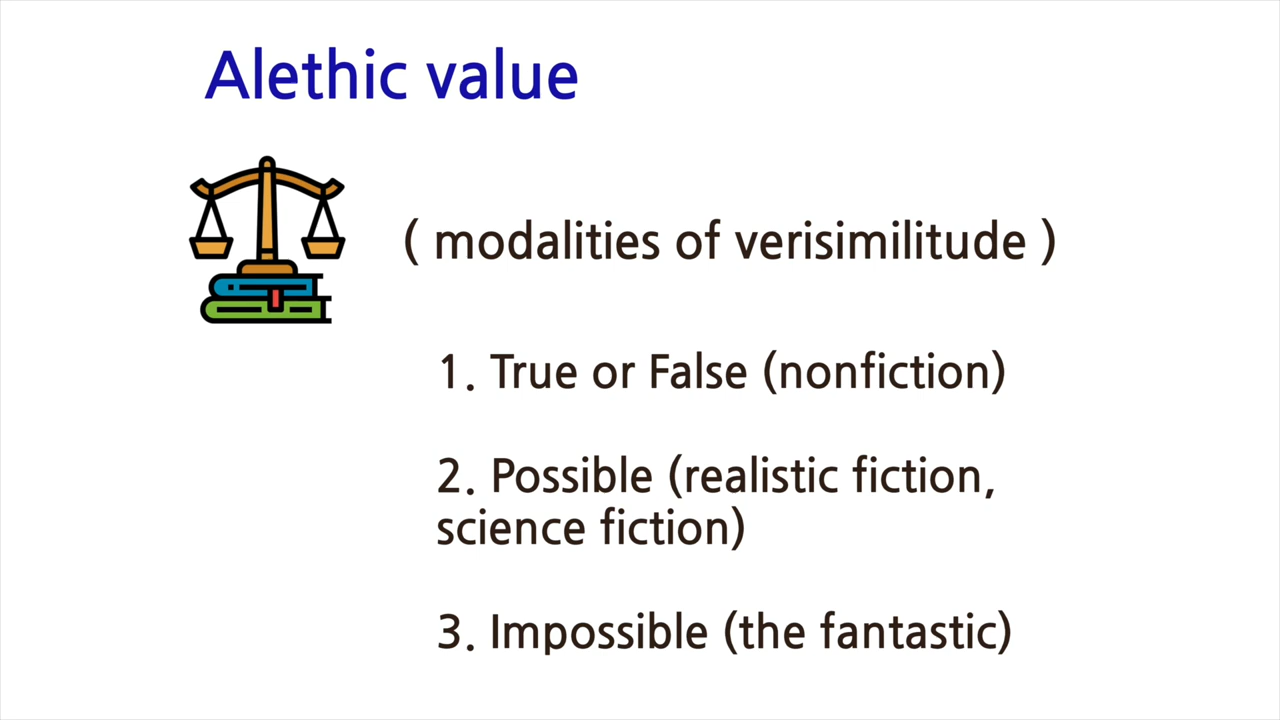 Alethic value
( modalities of verisimilitude )
1. True or False (nonfiction)
2. Possible (realistic fiction,
science fiction)
3. Impossible (the fantastic)